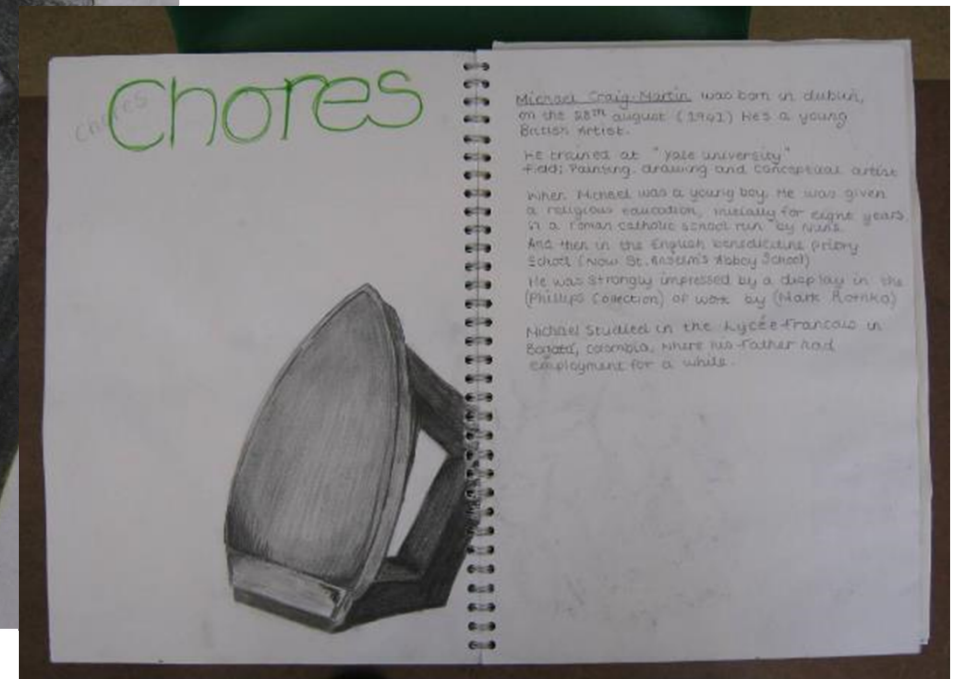 Chores
chores
Michael Craig-Martin was born in dublin,
on the 28th august (1941) He's a young
British Artist.
He trained at "Yale university"
field; Painting. drawing and conceptual artist
When Michael was a young boy. He was given
a religious education, initially for eight years
in a roman catholic school run by nuns.
And then in the English benedictine priory
School (Now St. Anselm's Abbey School)
He was strongly impressed by a display in the
(Phillips Collection) of work by (Mark Rothko)
Michael Studied in the Lycée Francais in
Bogotá, Colombia, where his father had
employment for a while.